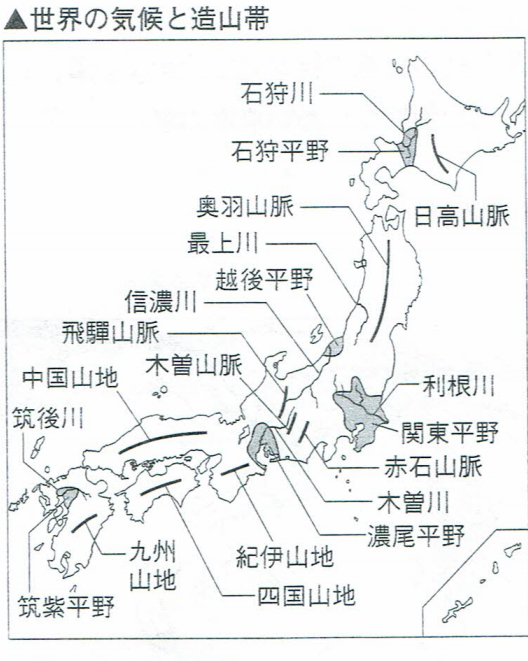 ▲世界の気候と造山帯
石狩川
石狩平野
日高山脈
奥羽山脈
最上川
越後平野
信濃川
飛騨山脈
木曽山脈
中国山地
筑後川
利根川
関東平野
赤石山脈
木曽川
濃尾平野
紀伊山地
四国山地
九州
山地
筑紫平野